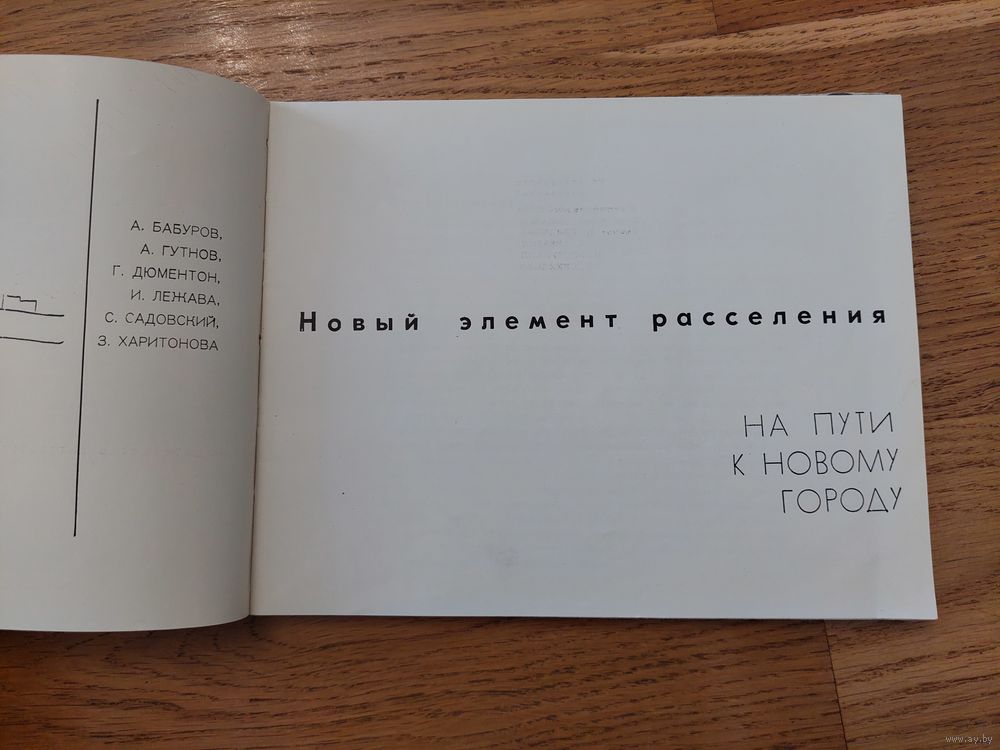 А. БАБУРОВ,
А. ГУТНОВ,
Г. ДЮМЕНТОН,
И. ЛЕЖАВА,
С. САДОВСКИЙ,
З. ХАРИТОНОВА
Новый элемент расселения
НА ПУТИ
К НОВОМУ
ГОРОДУ
www.ay.by